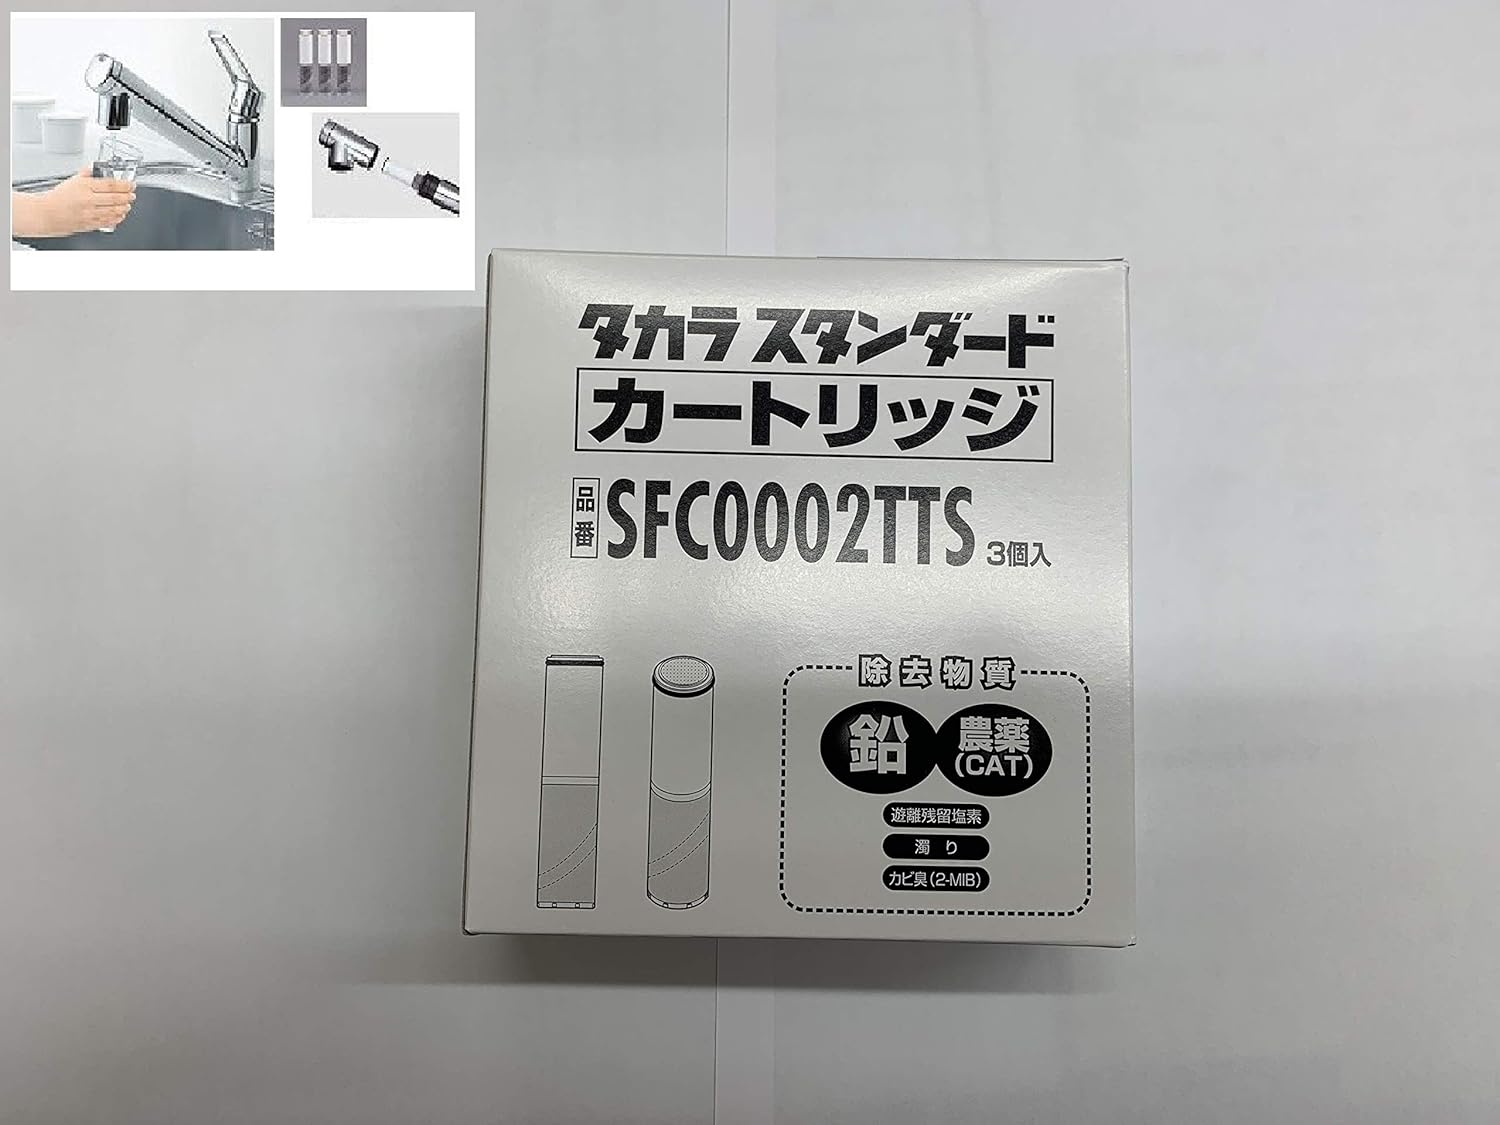 タカラスタンダード
カートリッジ
品番 SFC0002TTS 3個入
除去物質
鉛 農薬(CAT)
遊離残留塩素
濁り
カビ臭(2-MIB)